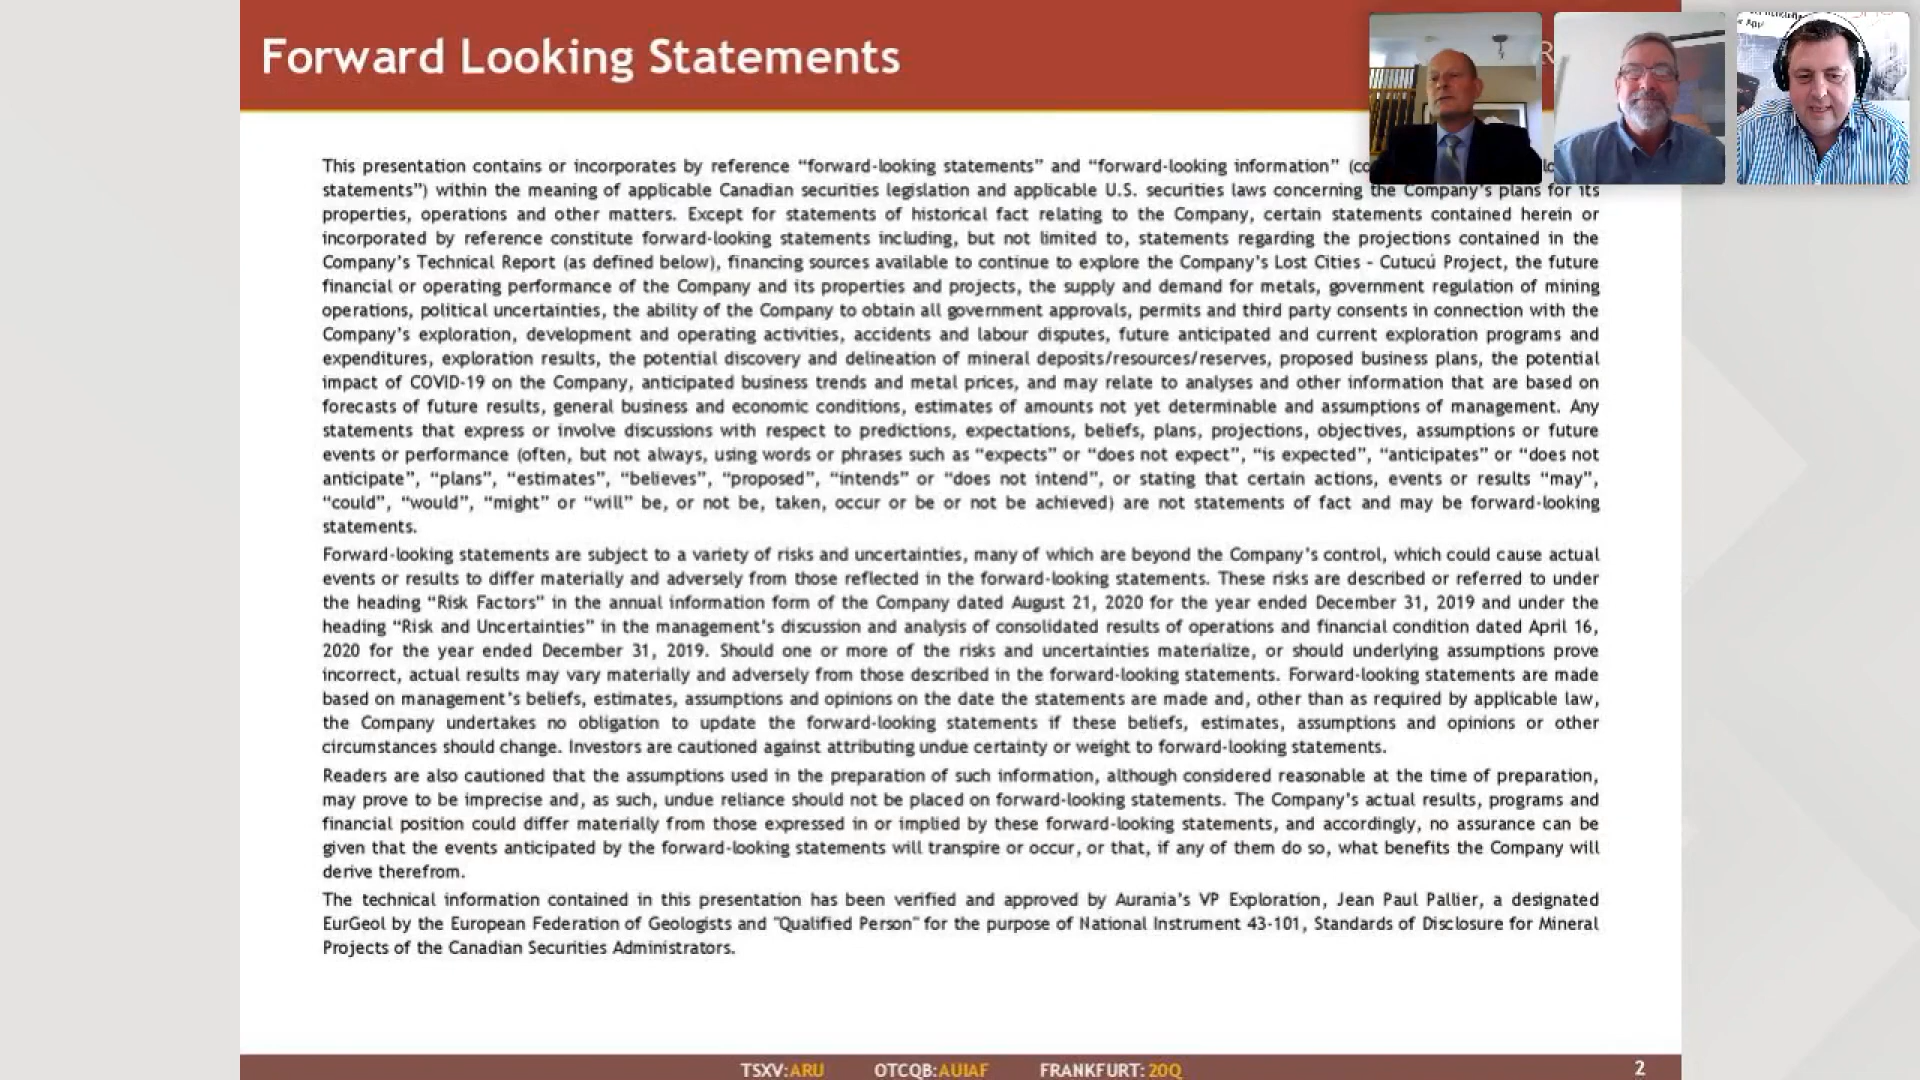 Forward Looking Statements
This presentation contains or incorporates by reference “forward-looking statements” and “forward-looking information” (co
statements”) within the meaning of applicable Canadian securities legislation and applicable U.S. securities laws concerning the Company’s plans for its
properties, operations and other matters. Except for statements of historical fact relating to the Company, certain statements contained herein or
incorporated by reference constitute forward-looking statements including, but not limited to, statements regarding the projections contained in the
Company’s Technical Report (as defined below), financing sources available to continue to explore the Company’s Lost Cities - Cutucú Project, the future
financial or operating performance of the Company and its properties and projects, the supply and demand for metals, government regulation of mining
operations, political uncertainties, the ability of the Company to obtain all government approvals, permits and third party consents in connection with the
Company’s exploration, development and operating activities, accidents and labour disputes, future anticipated and current exploration programs and
expenditures, exploration results, the potential discovery and delineation of mineral deposits/resources/reserves, proposed business plans, the potential
impact of COVID-19 on the Company, anticipated business trends and metal prices, and may relate to analyses and other information that are based on
forecasts of future results, general business and economic conditions, estimates of amounts not yet determinable and assumptions of management. Any
statements that express or involve discussions with respect to predictions, expectations, beliefs, plans, projections, objectives, assumptions or future
events or performance (often, but not always, using words or phrases such as “expects” or “does not expect”, “is expected”, “anticipates” or “does not
anticipate”, “plans”, “estimates”, “believes”, “proposed”, “intends” or “does not intend”, or stating that certain actions, events or results “may”,
“could”, “would”, “might” or “will” be, or not be, taken, occur or be or not be achieved) are not statements of fact and may be forward-looking
statements.
Forward-looking statements are subject to a variety of risks and uncertainties, many of which are beyond the Company’s control, which could cause actual
events or results to differ materially and adversely from those reflected in the forward-looking statements. These risks are described or referred to under
the heading “Risk Factors” in the annual information form of the Company dated August 21, 2020 for the year ended December 31, 2019 and under the
heading “Risk and Uncertainties” in the management’s discussion and analysis of consolidated results of operations and financial condition dated April 16,
2020 for the year ended December 31, 2019. Should one or more of the risks and uncertainties materialize, or should underlying assumptions prove
incorrect, actual results may vary materially and adversely from those described in the forward-looking statements. Forward-looking statements are made
based on management’s beliefs, estimates, assumptions and opinions on the date the statements are made and, other than as required by applicable law,
the Company undertakes no obligation to update the forward-looking statements if these beliefs, estimates, assumptions and opinions or other
circumstances should change. Investors are cautioned against attributing undue certainty or weight to forward-looking statements.
Readers are also cautioned that the assumptions used in the preparation of such information, although considered reasonable at the time of preparation,
may prove to be imprecise and, as such, undue reliance should not be placed on forward-looking statements. The Company’s actual results, programs and
financial position could differ materially from those expressed in or implied by these forward-looking statements, and accordingly, no assurance can be
given that the events anticipated by the forward-looking statements will transpire or occur, or that, if any of them do so, what benefits the Company will
derive therefrom.
The technical information contained in this presentation has been verified and approved by Aurania’s VP Exploration, Jean Paul Pallier, a designated
EurGeol by the European Federation of Geologists and "Qualified Person" for the purpose of National Instrument 43-101, Standards of Disclosure for Mineral
Projects of the Canadian Securities Administrators.
TSXV:ARU OTCQB:AUIAF FRANKFURT:20Q 2